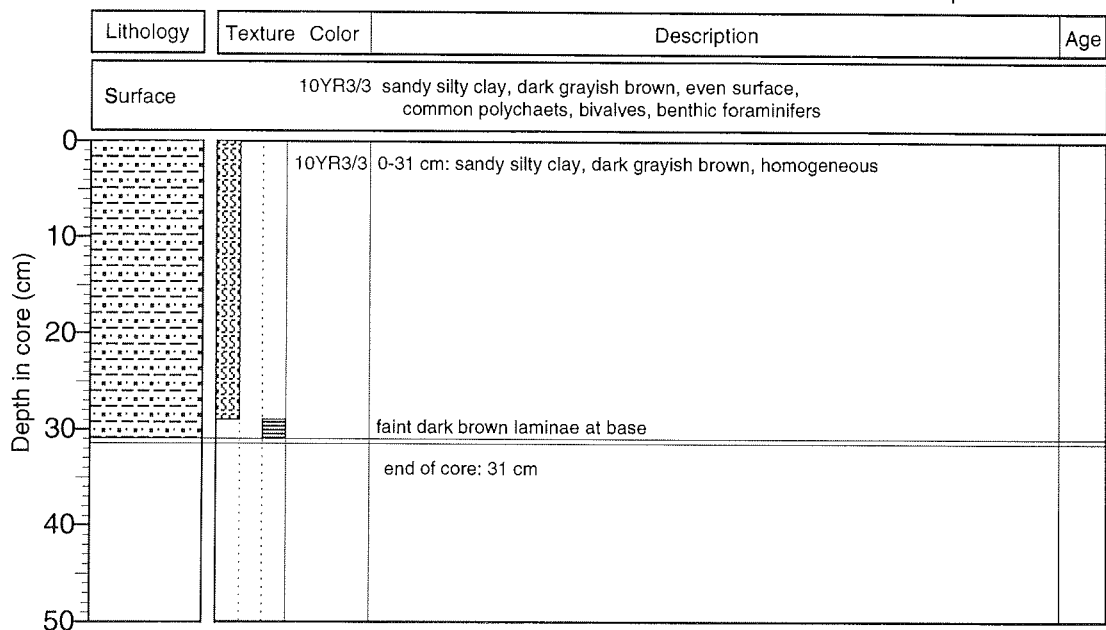 Lithology Texture Color Description Age
Surface 10YR3/3 sandy silty clay, dark grayish brown, even surface,
common polychaets, bivalves, benthic foraminifers
0
10YR3/3 0-31 cm: sandy silty clay, dark grayish brown, homogeneous
10
20
30
faint dark brown laminae at base
end of core: 31 cm
40
50
Depth in core (cm)